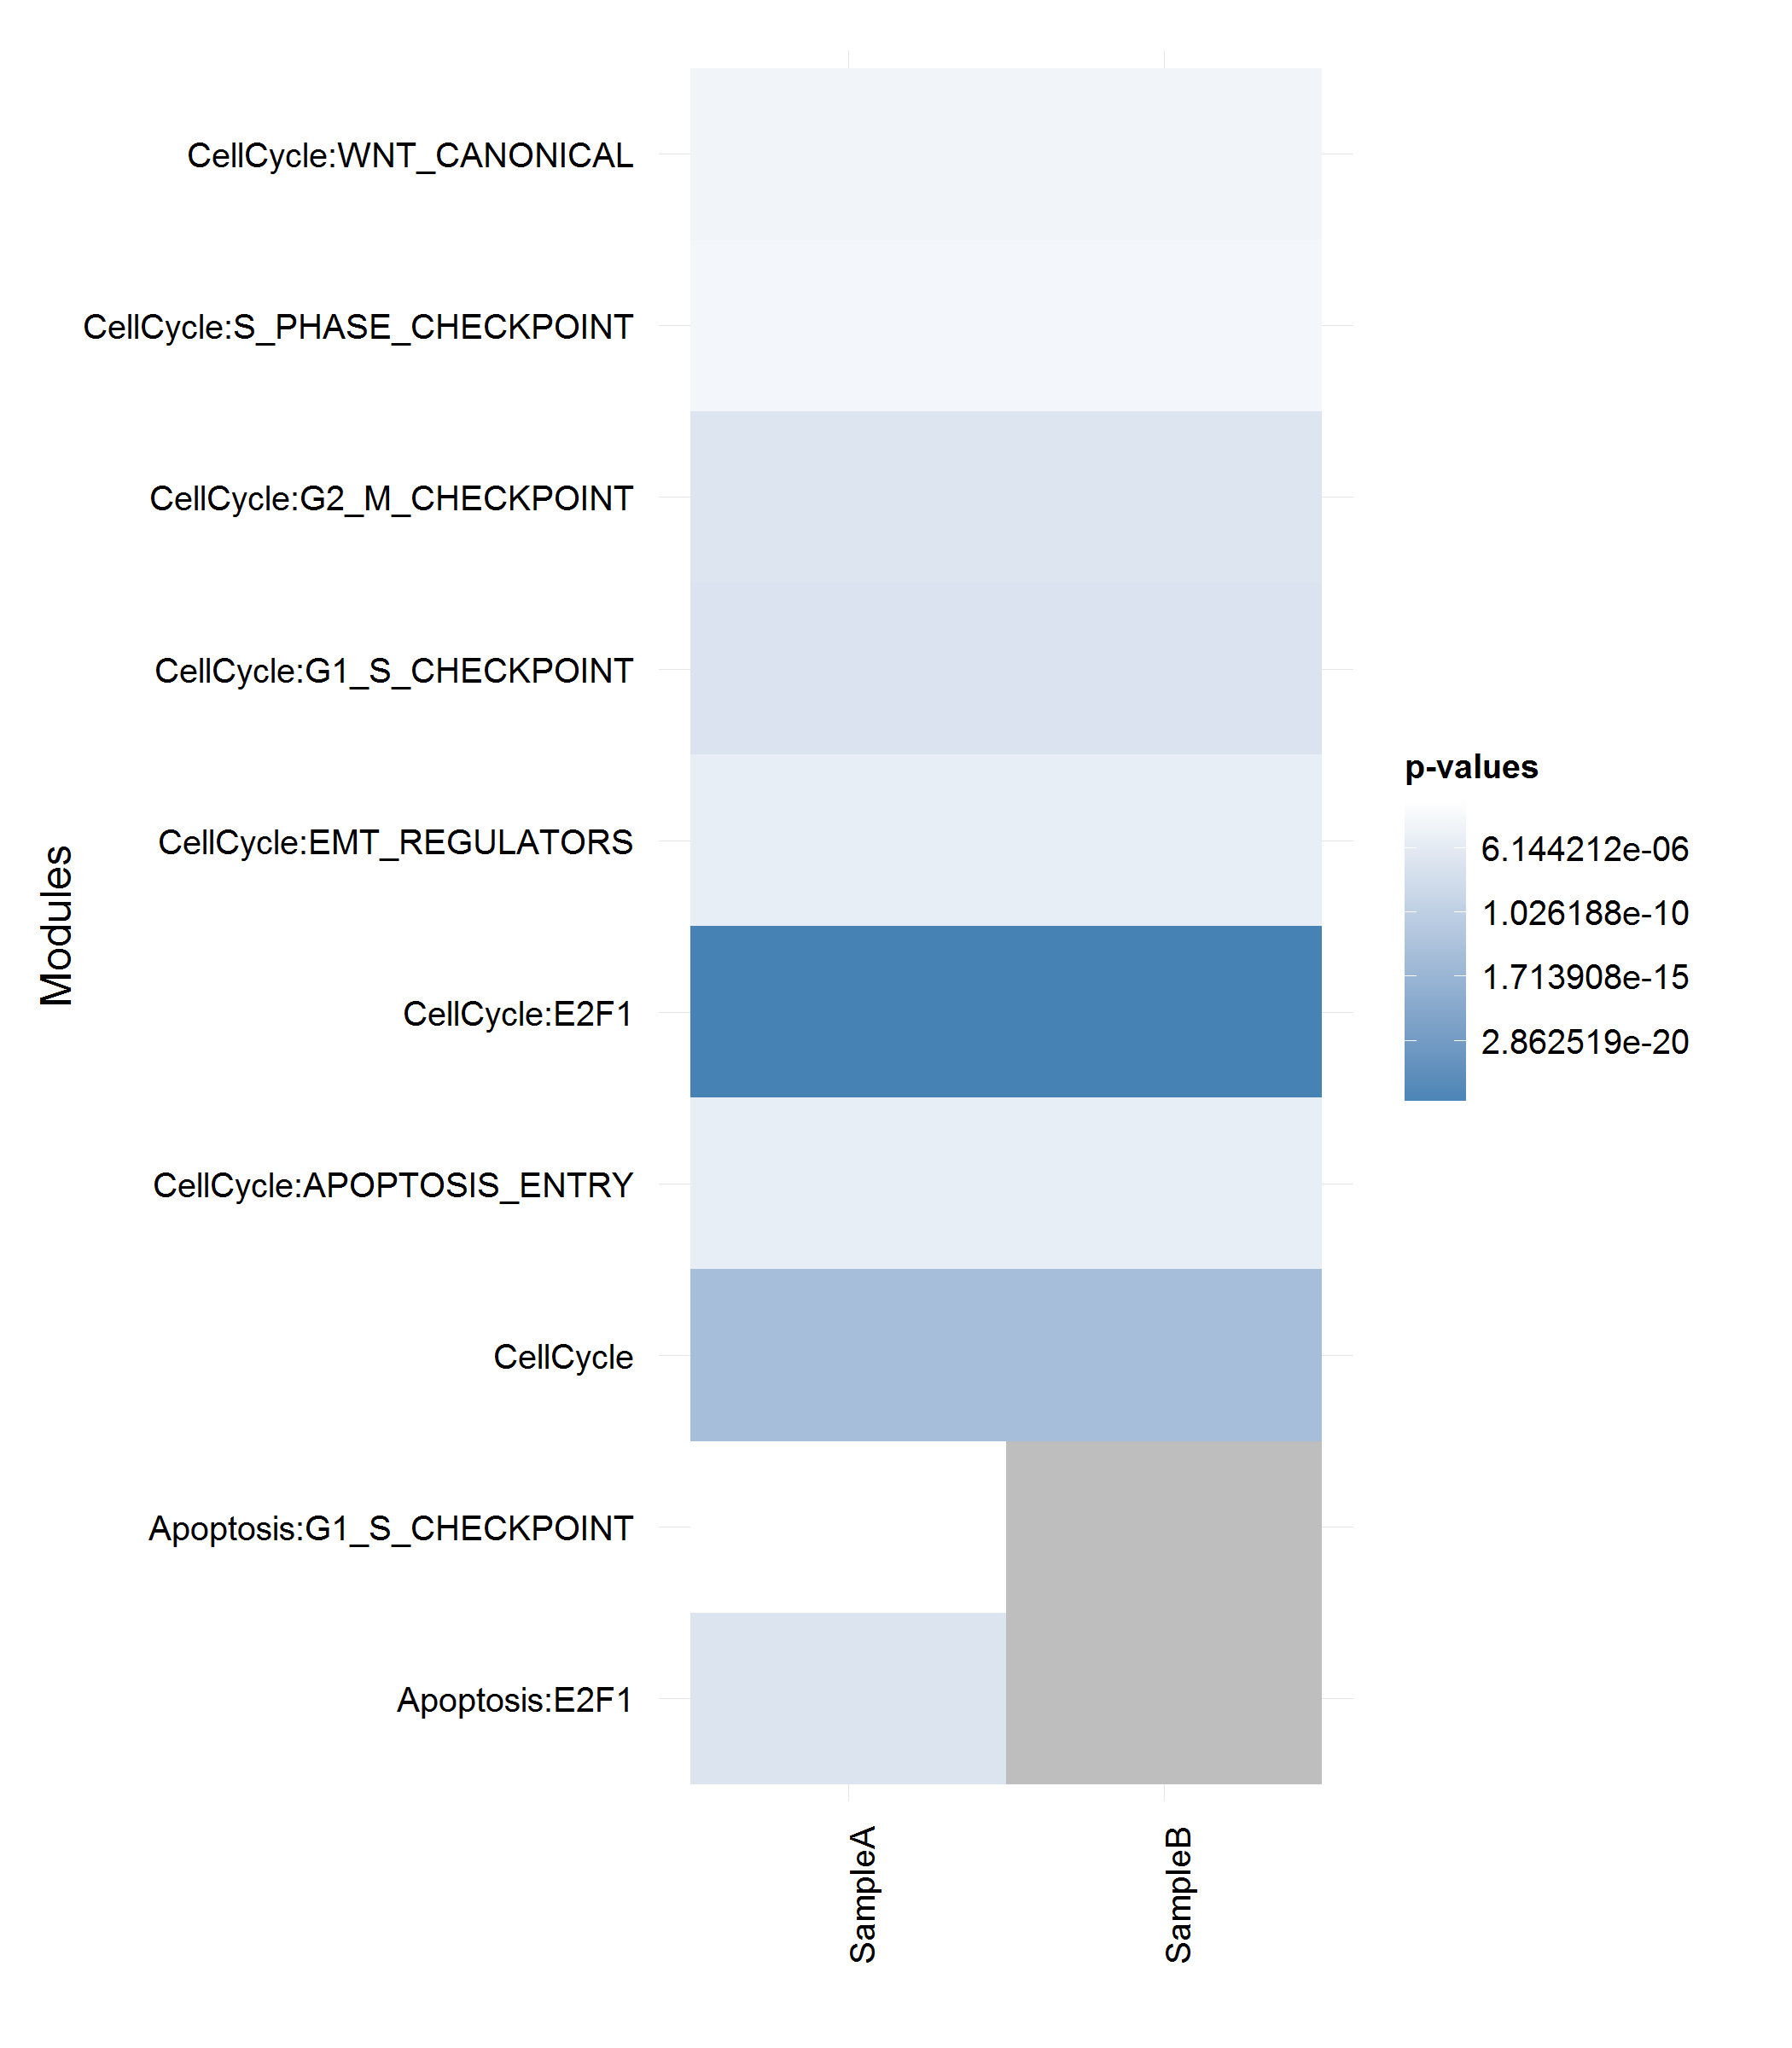 CellCycle:WNT_CANONICAL
CellCycle:S_PHASE_CHECKPOINT
CellCycle:G2_M_CHECKPOINT
CellCycle:G1_S_CHECKPOINT
CellCycle:EMT_REGULATORS
CellCycle:E2F1
CellCycle:APOPTOSIS_ENTRY
CellCycle
Apoptosis:G1_S_CHECKPOINT
Apoptosis:E2F1
Modules
SampleA
SampleB
p-values
6.144212e-06
1.026188e-10
1.713908e-15
2.862519e-20